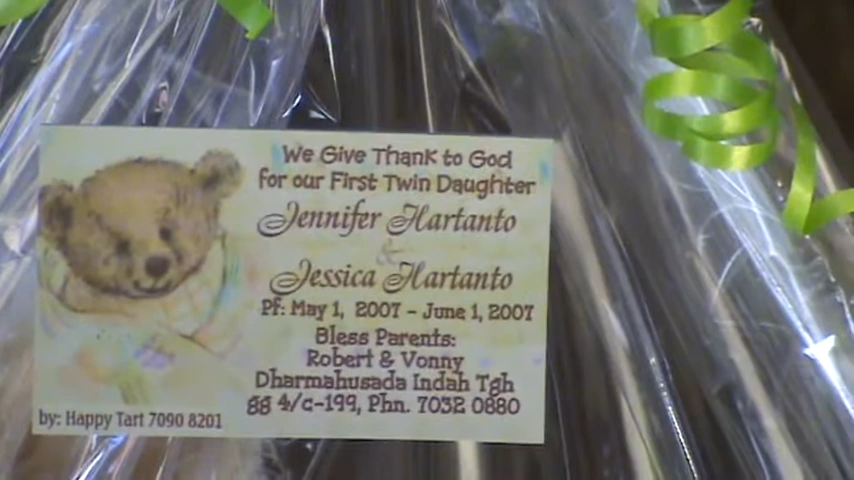 We Give Thank to God
for our First Twin Daughter
Jennifer Hartanto
&
Jessica Hartanto
Pf: May 1, 2007 - June 1, 2007
Bless Parents:
Robert & Vonny
Dharmahusada Indah Tgh
gg 4/c-199, Phn. 7032 0880
by: Happy Tart 7090 8201